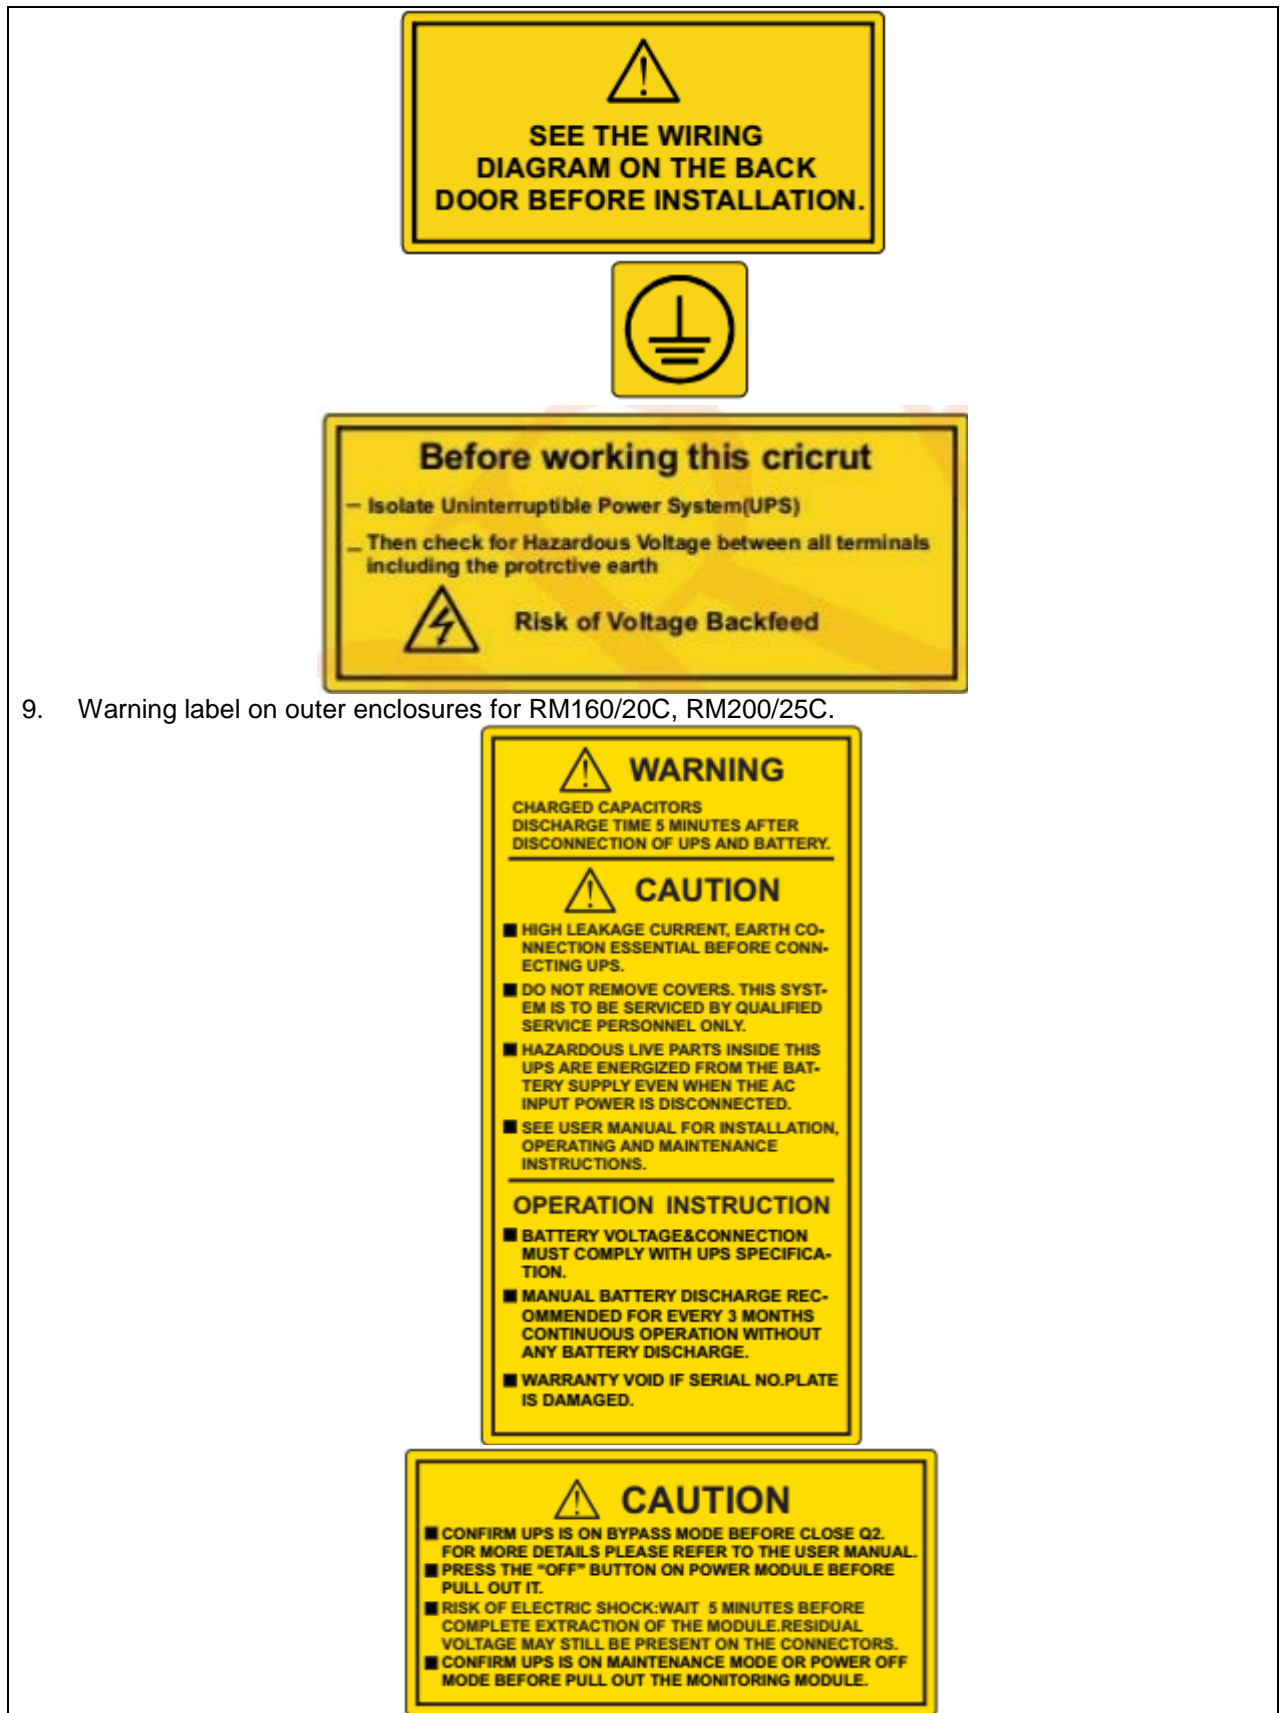 SEE THE WIRING
DIAGRAM ON THE BACK
DOOR BEFORE INSTALLATION.
Before working this cricrut
– Isolate Uninterruptible Power System(UPS)
– Then check for Hazardous Voltage between all terminals
including the protrctive earth
Risk of Voltage Backfeed
9. Warning label on outer enclosures for RM160/20C, RM200/25C.
WARNING
CHARGED CAPACITORS
DISCHARGE TIME 5 MINUTES AFTER
DISCONNECTION OF UPS AND BATTERY.
CAUTION
■ HIGH LEAKAGE CURRENT, EARTH CO-
NNECTION ESSENTIAL BEFORE CONN-
ECTING UPS.
■ DO NOT REMOVE COVERS. THIS SYST-
EM IS TO BE SERVICED BY QUALIFIED
SERVICE PERSONNEL ONLY.
■ HAZARDOUS LIVE PARTS INSIDE THIS
UPS ARE ENERGIZED FROM THE BAT-
TERY SUPPLY EVEN WHEN THE AC
INPUT POWER IS DISCONNECTED.
■ SEE USER MANUAL FOR INSTALLATION,
OPERATING AND MAINTENANCE
INSTRUCTIONS.
OPERATION INSTRUCTION
■ BATTERY VOLTAGE&CONNECTION
MUST COMPLY WITH UPS SPECIFICA-
TION.
■ MANUAL BATTERY DISCHARGE REC-
OMMENDED FOR EVERY 3 MONTHS
CONTINUOUS OPERATION WITHOUT
ANY BATTERY DISCHARGE.
■ WARRANTY VOID IF SERIAL NO.PLATE
IS DAMAGED.
CAUTION
■ CONFIRM UPS IS ON BYPASS MODE BEFORE CLOSE Q2.
FOR MORE DETAILS PLEASE REFER TO THE USER MANUAL.
■ PRESS THE “OFF” BUTTON ON POWER MODULE BEFORE
PULL OUT IT.
■ RISK OF ELECTRIC SHOCK:WAIT 5 MINUTES BEFORE
COMPLETE EXTRACTION OF THE MODULE.RESIDUAL
VOLTAGE MAY STILL BE PRESENT ON THE CONNECTORS.
■ CONFIRM UPS IS ON MAINTENANCE MODE OR POWER OFF
MODE BEFORE PULL OUT THE MONITORING MODULE.